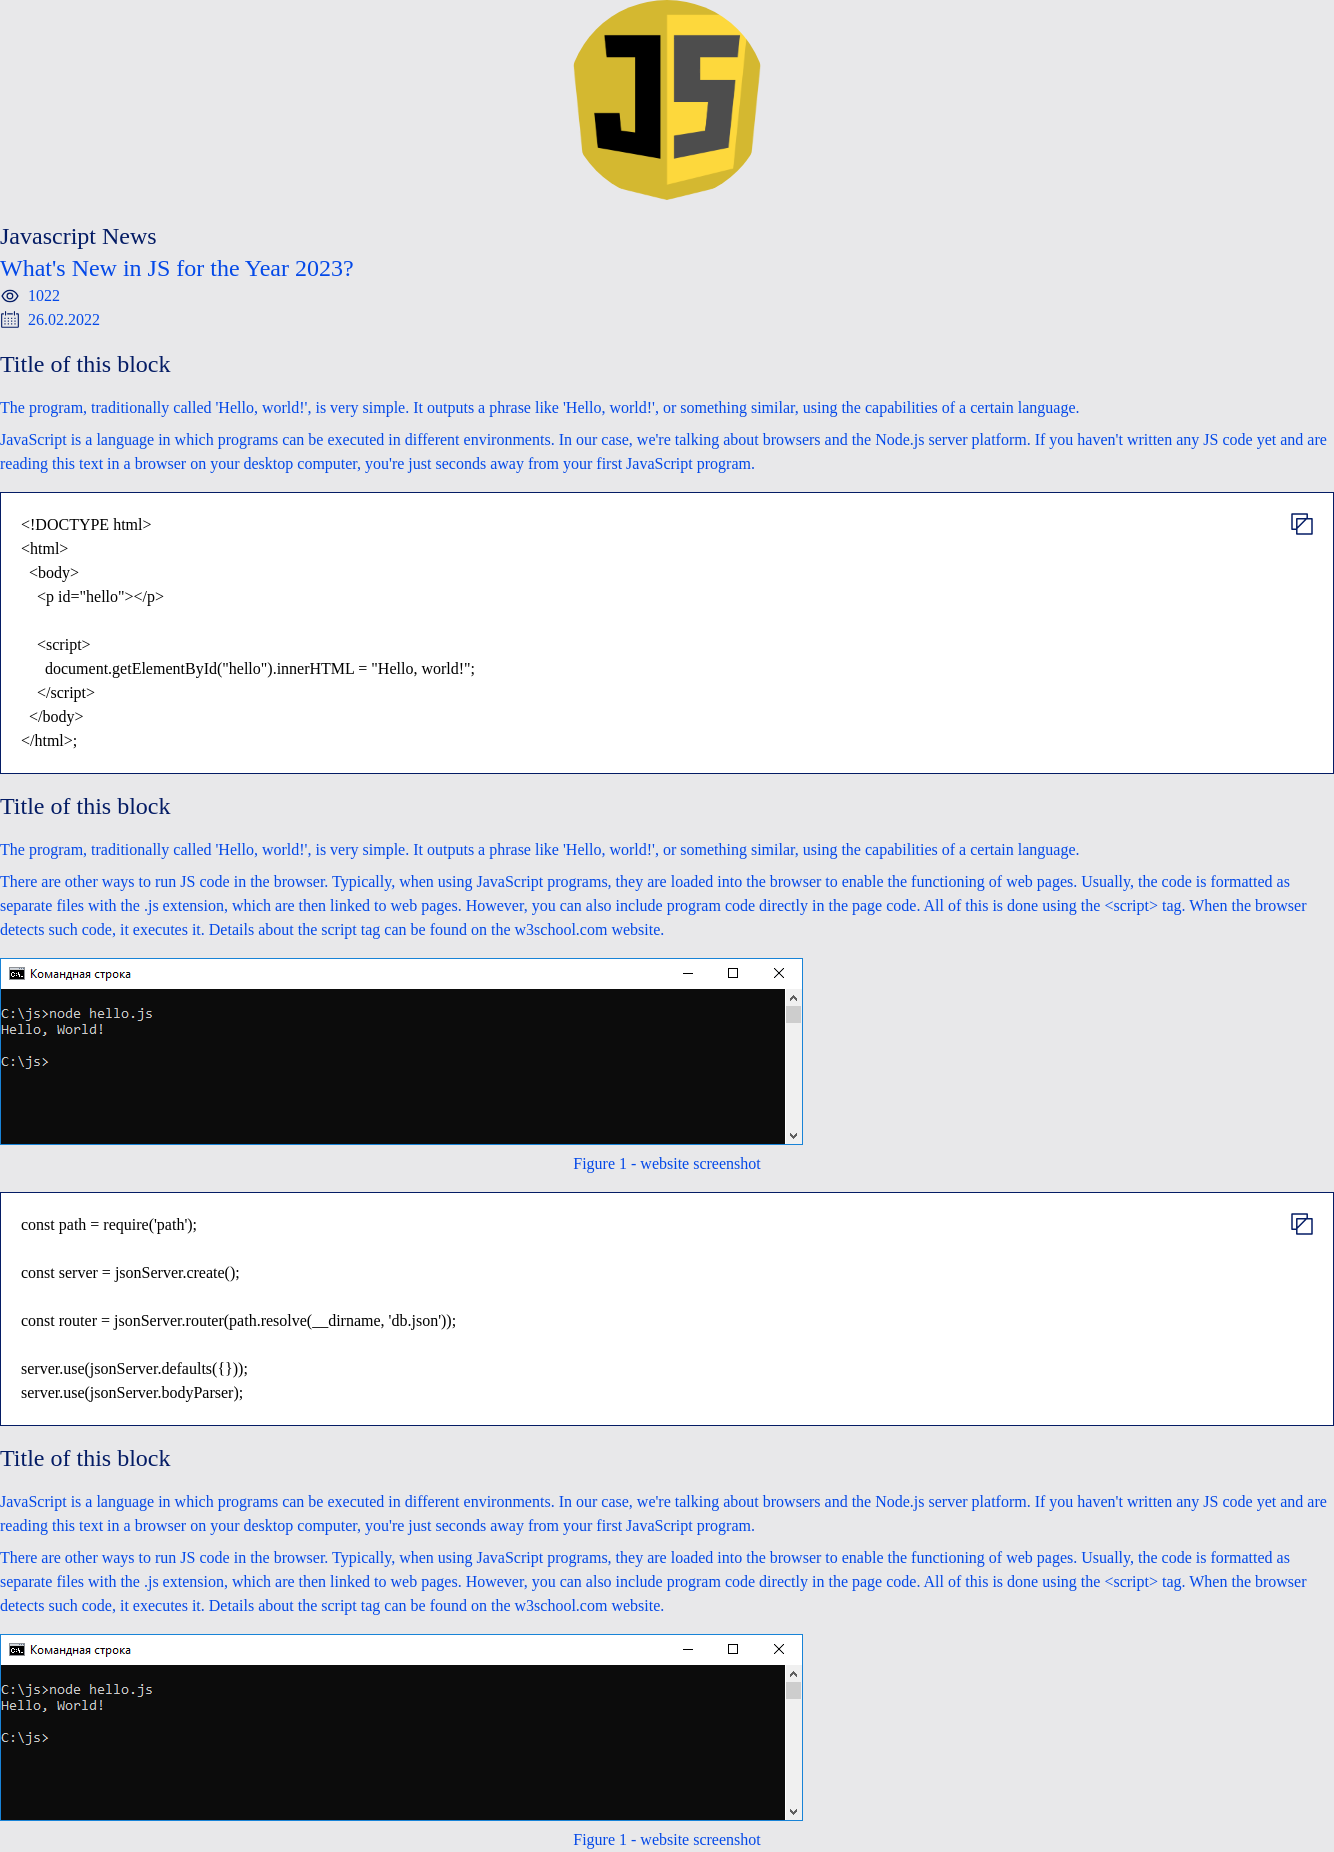 JS
Javascript News
What's New in JS for the Year 2023?
1022
26.02.2022
Title of this block
The program, traditionally called 'Hello, world!', is very simple. It outputs a phrase like 'Hello, world!', or something similar, using the capabilities of a certain language.
JavaScript is a language in which programs can be executed in different environments. In our case, we're talking about browsers and the Node.js server platform. If you haven't written any JS code yet and are
reading this text in a browser on your desktop computer, you're just seconds away from your first JavaScript program.
<!DOCTYPE html>
<html>
  <body>
    <p id="hello"></p>

    <script>
      document.getElementById("hello").innerHTML = "Hello, world!";
    </script>
  </body>
</html>;
Title of this block
The program, traditionally called 'Hello, world!', is very simple. It outputs a phrase like 'Hello, world!', or something similar, using the capabilities of a certain language.
There are other ways to run JS code in the browser. Typically, when using JavaScript programs, they are loaded into the browser to enable the functioning of web pages. Usually, the code is formatted as
separate files with the .js extension, which are then linked to web pages. However, you can also include program code directly in the page code. All of this is done using the <script> tag. When the browser
detects such code, it executes it. Details about the script tag can be found on the w3school.com website.
Командная строка
C:\js>node hello.js
Hello, World!
C:\js>
Figure 1 - website screenshot
const path = require('path');

const server = jsonServer.create();

const router = jsonServer.router(path.resolve(__dirname, 'db.json'));

server.use(jsonServer.defaults({}));
server.use(jsonServer.bodyParser);
Title of this block
JavaScript is a language in which programs can be executed in different environments. In our case, we're talking about browsers and the Node.js server platform. If you haven't written any JS code yet and are
reading this text in a browser on your desktop computer, you're just seconds away from your first JavaScript program.
There are other ways to run JS code in the browser. Typically, when using JavaScript programs, they are loaded into the browser to enable the functioning of web pages. Usually, the code is formatted as
separate files with the .js extension, which are then linked to web pages. However, you can also include program code directly in the page code. All of this is done using the <script> tag. When the browser
detects such code, it executes it. Details about the script tag can be found on the w3school.com website.
Командная строка
C:\js>node hello.js
Hello, World!
C:\js>
Figure 1 - website screenshot